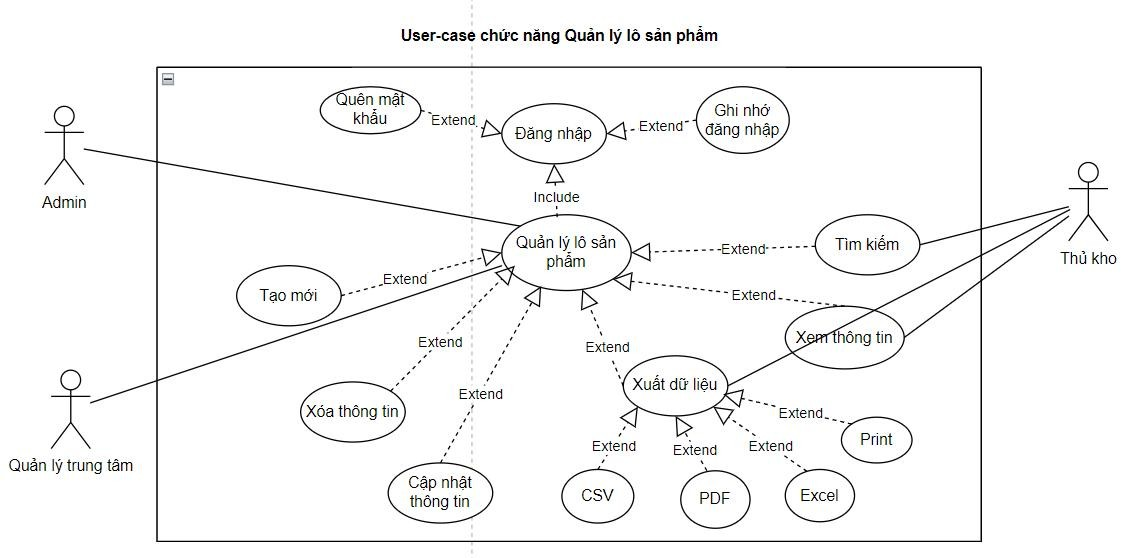 User-case chức năng Quản lý lô sản phẩm
Quên mật
khẩu
Extend
Đăng nhập
Extend
Ghi nhớ
đăng nhập
Admin
Include
Quản lý lô sản
phẩm
Extend
Tìm kiếm
Thủ kho
Extend
Tạo mới
Extend
Xem thông tin
Extend
Extend
Xuất dữ liệu
Xóa thông tin
Extend
Extend
Print
Quản lý trung tâm
Extend
Extend
Extend
Cập nhật
thông tin
CSV
PDF
Excel